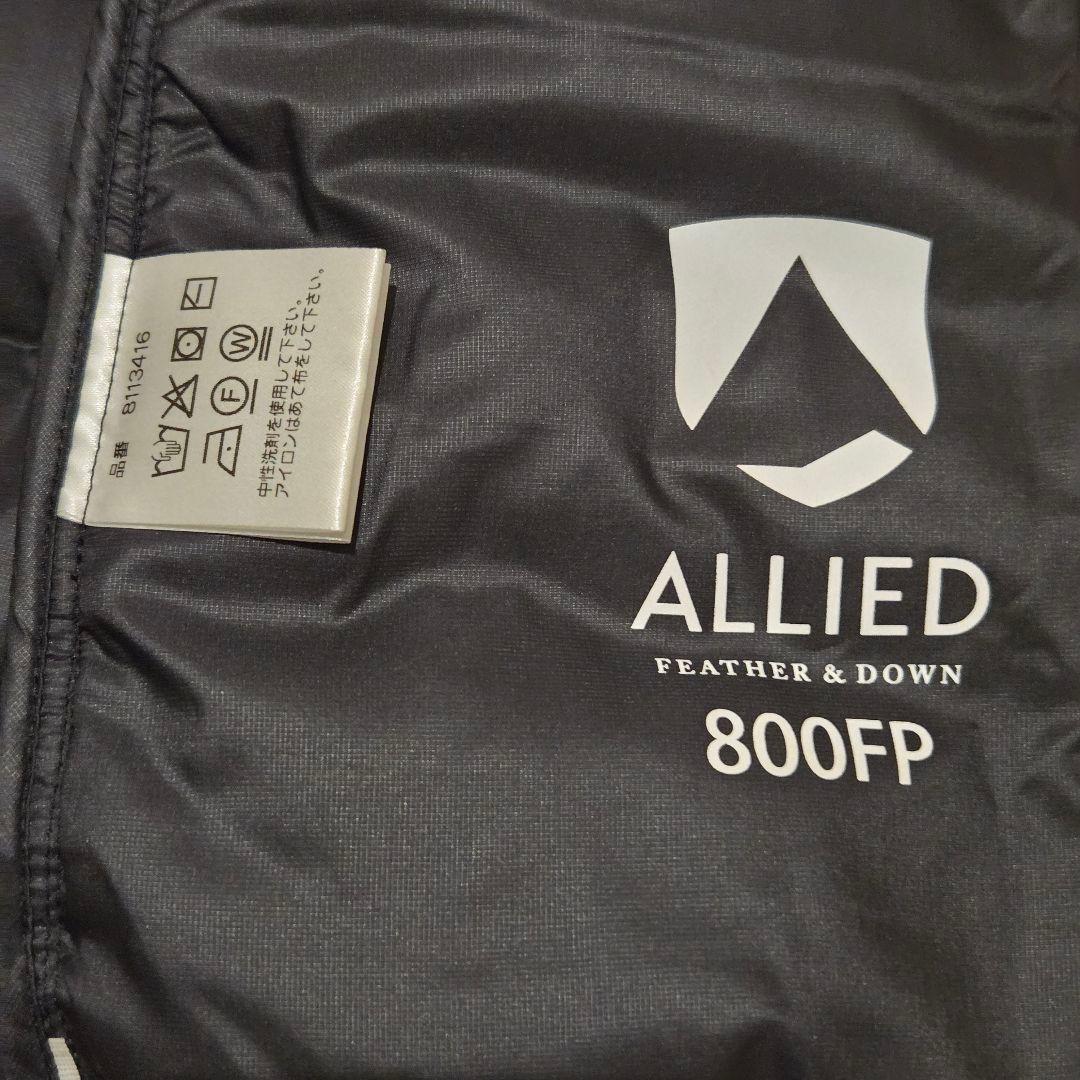 品番 8113416
W
F
中性洗剤を使用して下さい。
アイロンはあて布をして下さい。
ALLIED
FEATHER & DOWN
800FP